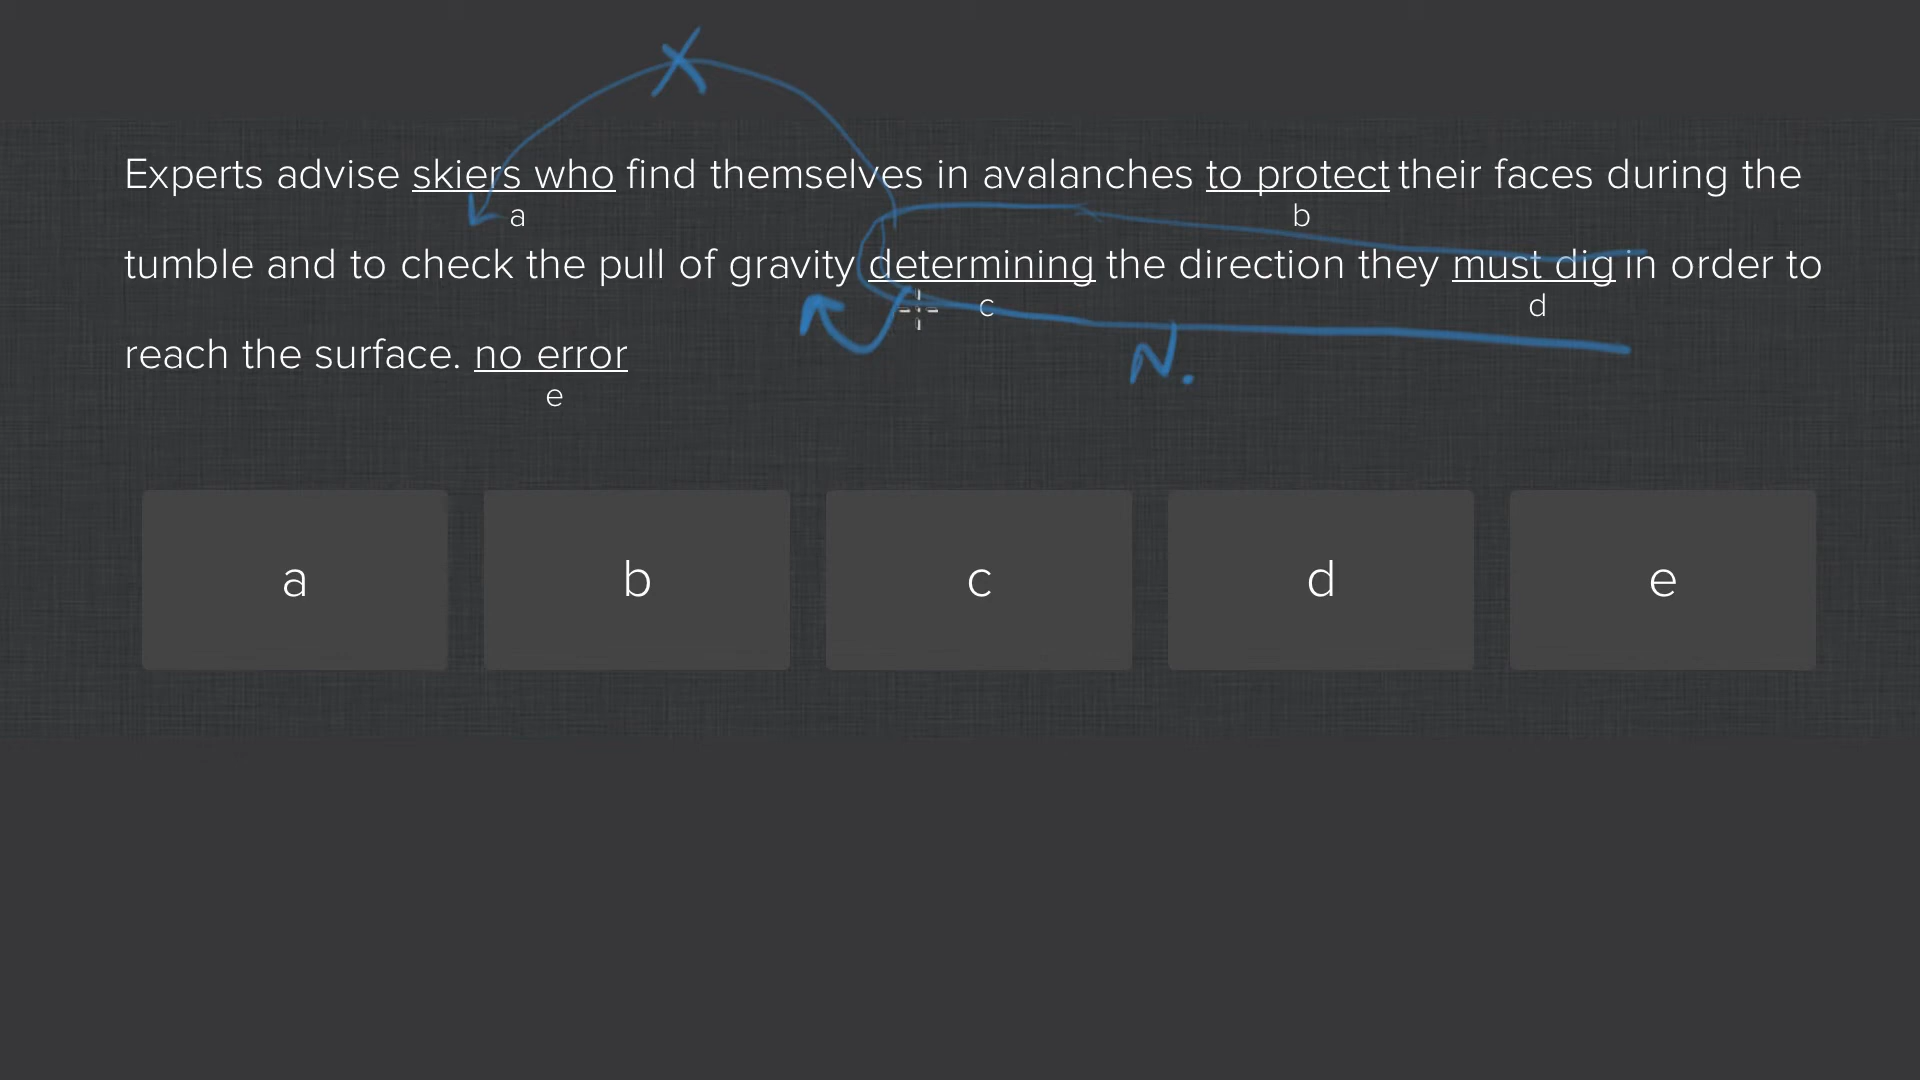 Experts advise skiers who find themselves in avalanches to protect their faces during the
a b
tumble and to check the pull of gravity determining the direction they must dig in order to
c d
N.
reach the surface. no error
e
a b c d e